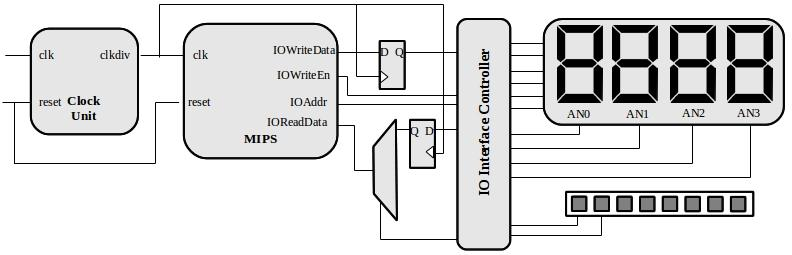 clk
clkdiv
reset
Clock
Unit
clk
reset
MIPS
IOWriteData
IOWriteEn
IOAddr
IOReadData
D Q
Q D
IO Interface Controller
AN0
AN1
AN2
AN3